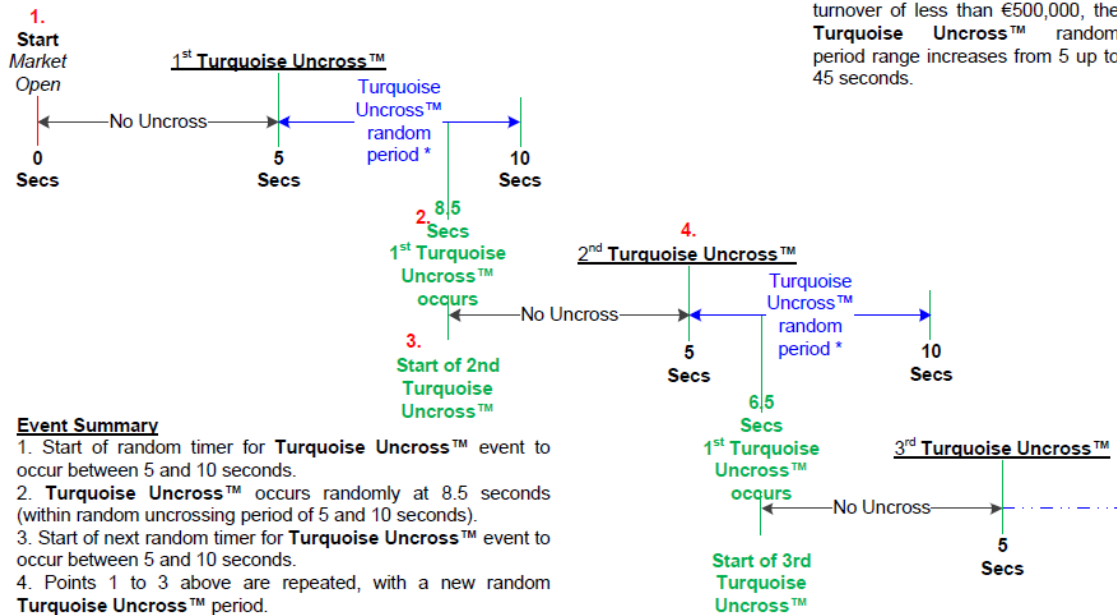 turnover of less than €500,000, the
Turquoise Uncross™ random
period range increases from 5 up to
45 seconds.
1.
Start
Market
Open
1st Turquoise Uncross™
Turquoise
Uncross™
random
period *
No Uncross
0
Secs
5
Secs
10
Secs
2.
8.5
Secs
1st Turquoise
Uncross™
occurs
4.
2nd Turquoise Uncross™
Turquoise
Uncross™
random
period *
No Uncross
3.
Start of 2nd
Turquoise
Uncross™
5
Secs
10
Secs
6.5
Secs
1st Turquoise
Uncross™
occurs
3rd Turquoise Uncross™
No Uncross
5
Secs
Start of 3rd
Turquoise
Uncross™
Event Summary
1. Start of random timer for Turquoise Uncross™ event to
occur between 5 and 10 seconds.
2. Turquoise Uncross™ occurs randomly at 8.5 seconds
(within random uncrossing period of 5 and 10 seconds).
3. Start of next random timer for Turquoise Uncross™ event to
occur between 5 and 10 seconds.
4. Points 1 to 3 above are repeated, with a new random
Turquoise Uncross™ period.